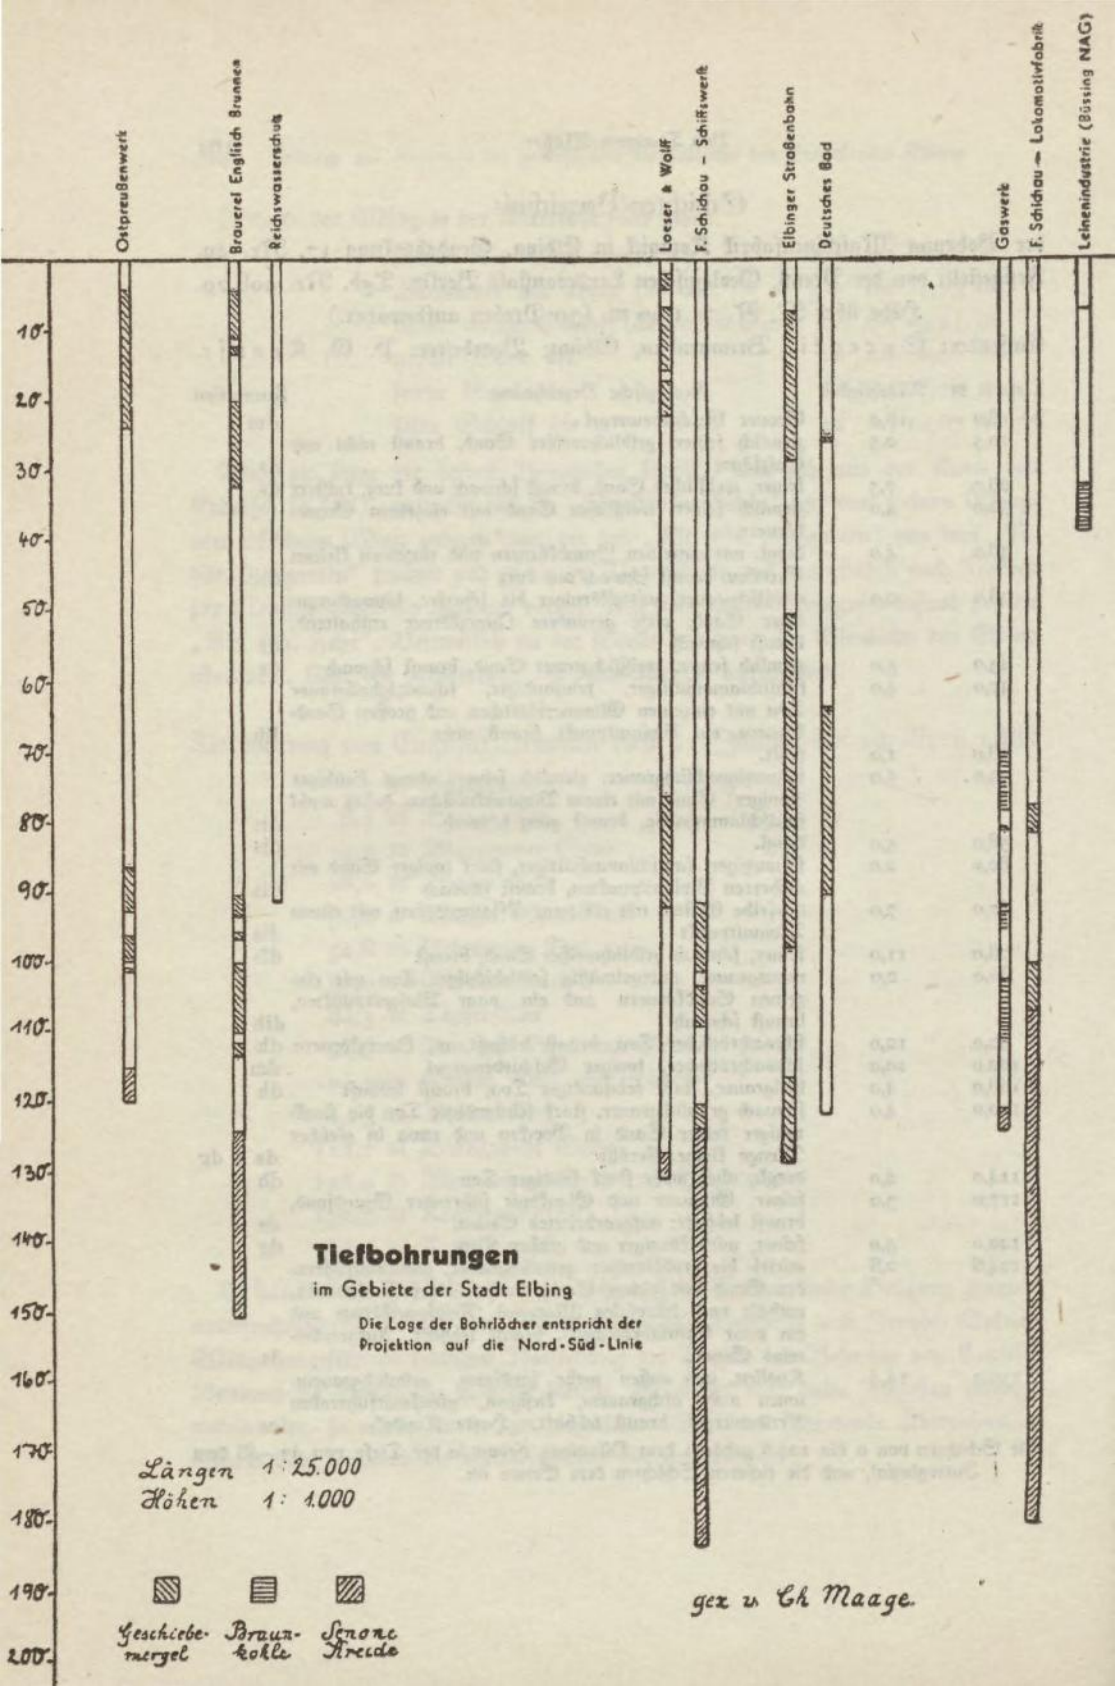 Ostpreußenwerk
Brauerei Englisch Brunnen
Reichswasserschutz
Loeser & Wolff
F. Schichau - Schiffswerft
Elbinger Straßenbahn
Deutsches Bad
Gaswerk
F. Schichau - Lokomotivfabrik
Leinenindustrie (Büssing NAG)
10
20
30
40
50
60
70
80
90
100
110
120
130
140
150
160
170
180
190
200
Tiefbohrungen
im Gebiete der Stadt Elbing
Die Lage der Bohrlöcher entspricht der
Projektion auf die Nord-Süd-Linie
Längen 1:25.000
Höhen 1: 1.000
Geschiebe-
mergel
Braun-
kohle
Senone
Kreide
gez v. Ch Maage.